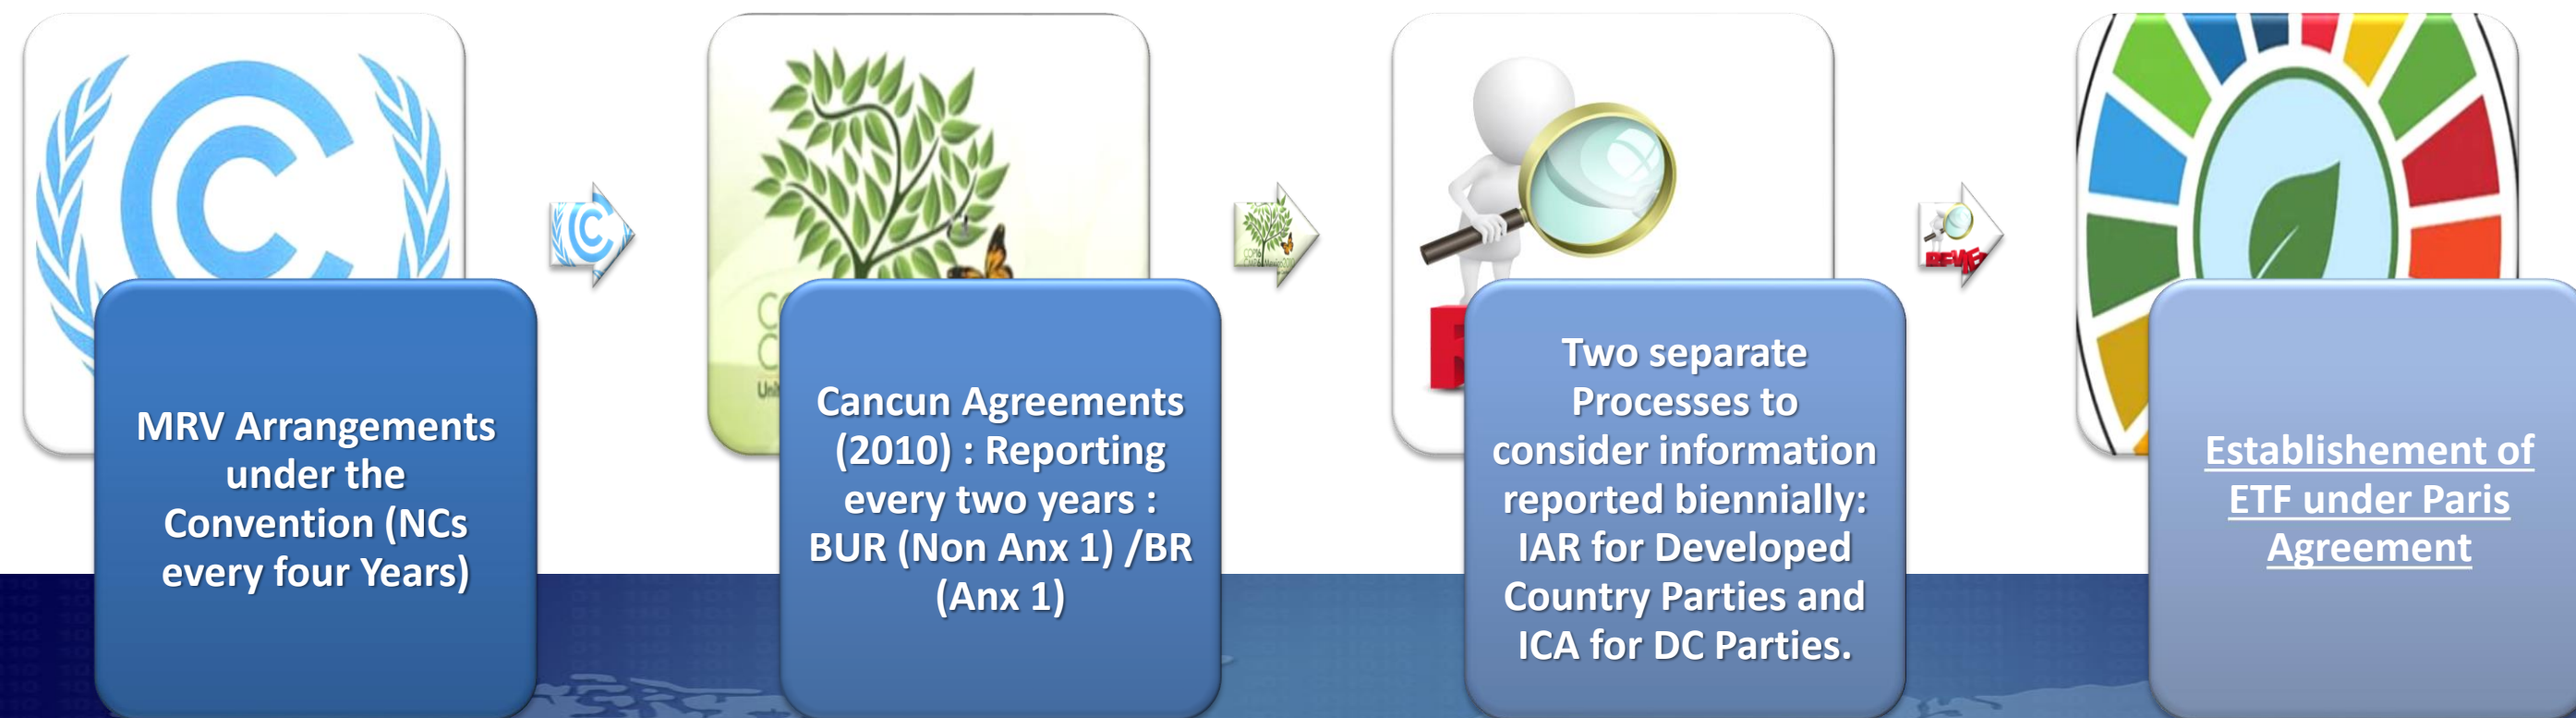 MRV Arrangements
under the
Convention (NCs
every four Years)
Cancun Agreements
(2010) : Reporting
every two years :
BUR (Non Anx 1) /BR
(Anx 1)
Two separate
Processes to
consider information
reported biennially:
IAR for Developed
Country Parties and
ICA for DC Parties.
Establishement of
ETF under Paris
Agreement